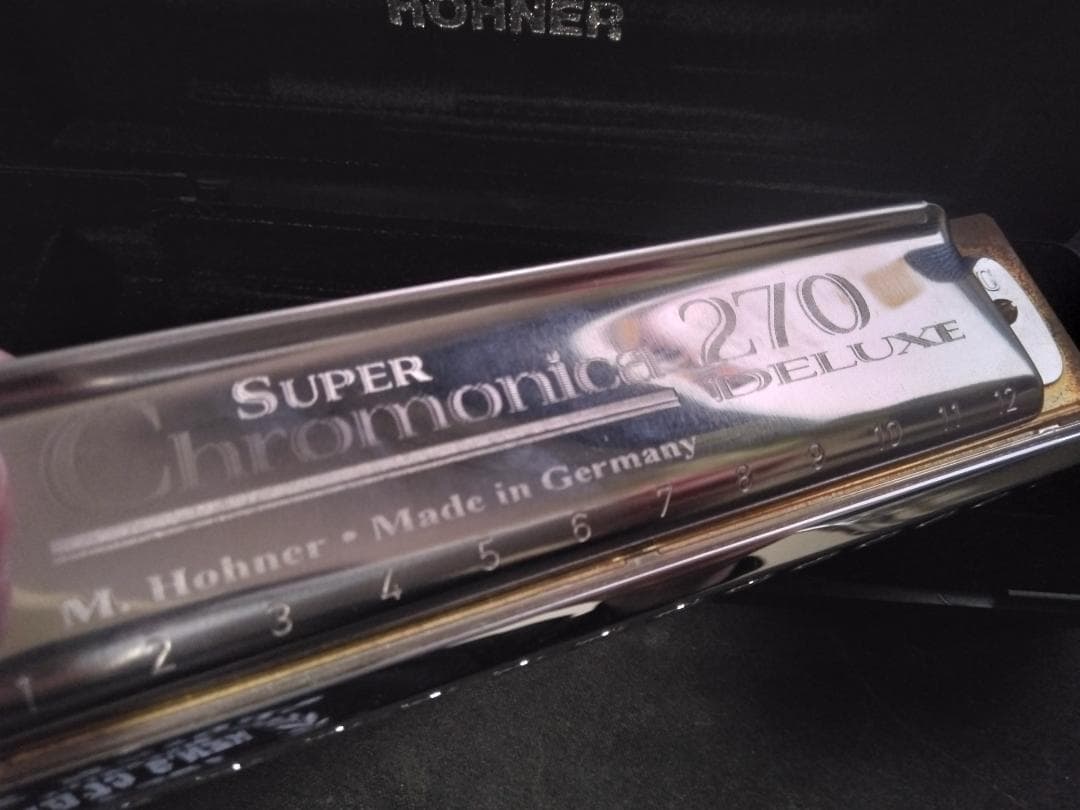 HOHNER
SUPER
Chromonica
270
DELUXE
M. Hohner • Made in Germany
1 2 3 4 5 6 7 8 9 10 11 12
C